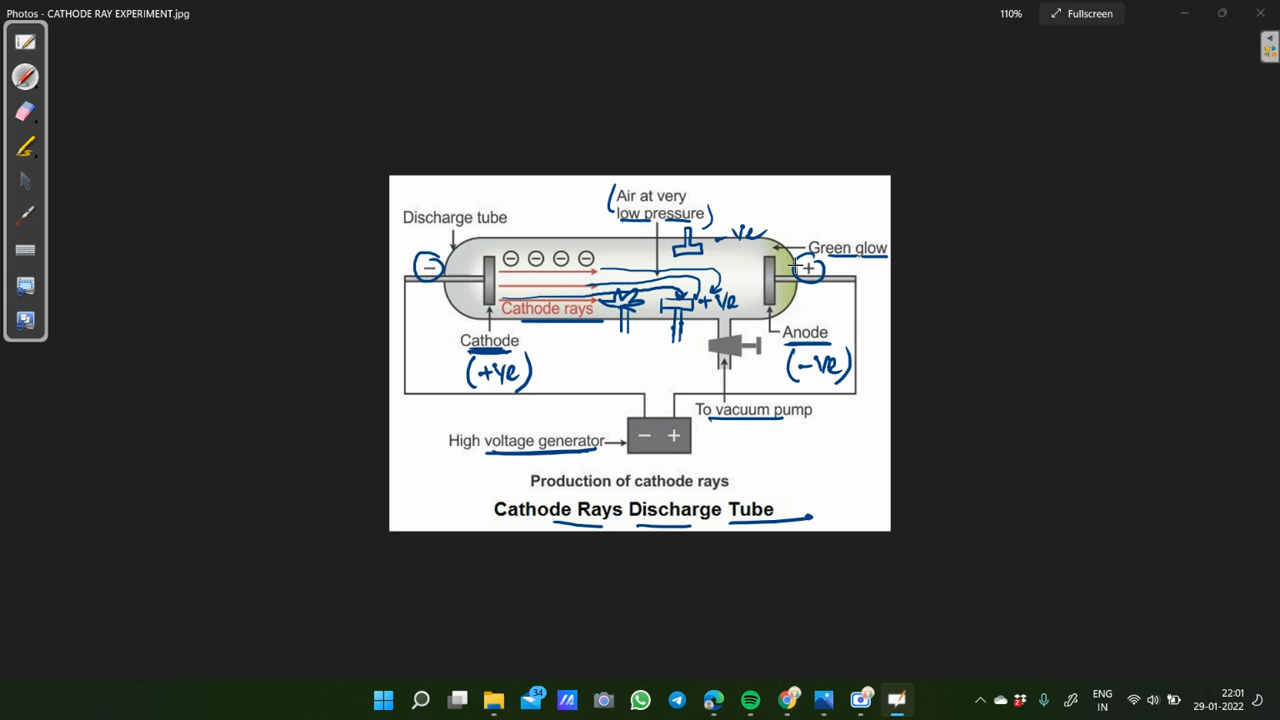 Photos - CATHODE RAY EXPERIMENT.jpg
110%
Fullscreen
(Air at very
low pressure)
Discharge tube
-ve
Green glow
−
+
+ve
Cathode rays
Cathode
(+ve)
Anode
(-ve)
To vacuum pump
High voltage generator
− +
Production of cathode rays
Cathode Rays Discharge Tube
34
ENG
IN
22:01
29-01-2022